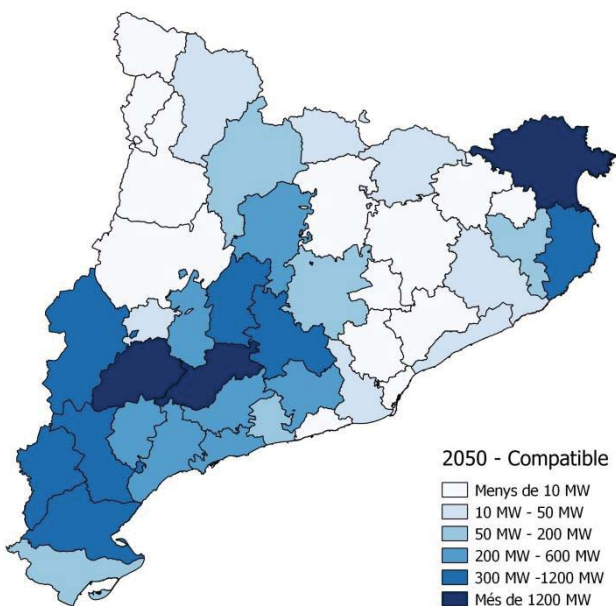 2050 - Compatible
Menys de 10 MW
10 MW - 50 MW
50 MW - 200 MW
200 MW - 600 MW
300 MW -1200 MW
Més de 1200 MW